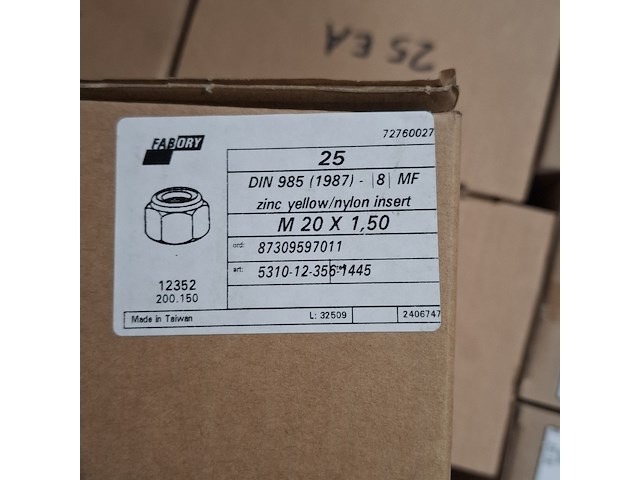 25 EA
FABORY
72760027
25
DIN 985 (1987) - |8| MF
zinc yellow/nylon insert
M 20 X 1,50
ord: 87309597011
art: 5310-12-356-1445
12352
200.150
Made in Taiwan
L: 32509
2406747